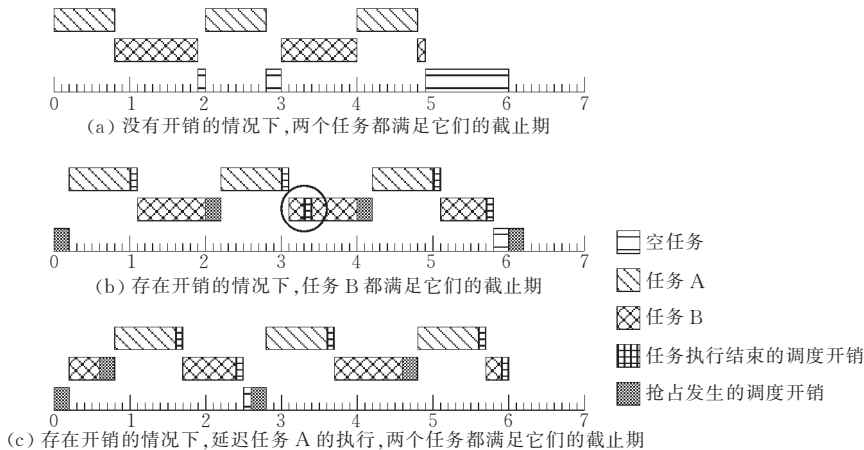 0 1 2 3 4 5 6 7
(a) 没有开销的情况下,两个任务都满足它们的截止期
0 1 2 3 4 5 6 7
(b) 存在开销的情况下,任务 B 都满足它们的截止期
0 1 2 3 4 5 6 7
(c) 存在开销的情况下,延迟任务 A 的执行,两个任务都满足它们的截止期
空任务
任务 A
任务 B
任务执行结束的调度开销
抢占发生的调度开销